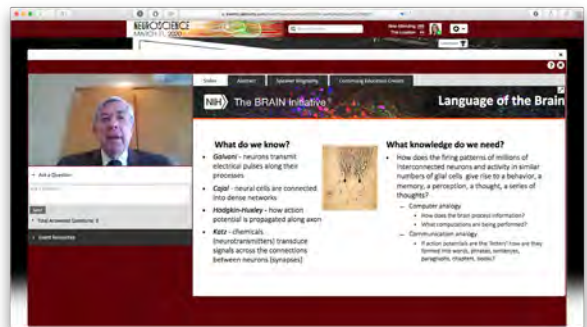 NEUROSCIENCE
MARCH 11, 2020
Slides
Abstract
Speaker Biography
Continuing Education Credits
NIH
The BRAIN Initiative
Language of the Brain
Ask a Question
Event Resources
What do we know?
• Galvani - neurons transmit
electrical pulses along their
processes
• Cajal - neural cells are connected
into dense networks
• Hodgkin-Huxley - how action
potential is propagated along axon
• Katz - chemicals
(neurotransmitters) transduce
signals across the connections
between neurons (synapses)
What knowledge do we need?
• How does the firing patterns of millions of
interconnected neurons and activity in similar
numbers of glial cells give rise to a behavior, a
memory, a perception, a thought, a series of
thoughts?
– Computer analogy
• How does the brain process information?
• What computations are being performed?
– Communication analogy
• If action potentials are the 'letters' how are they
formed into words, phrases, sentences,
paragraphs, chapters, books?